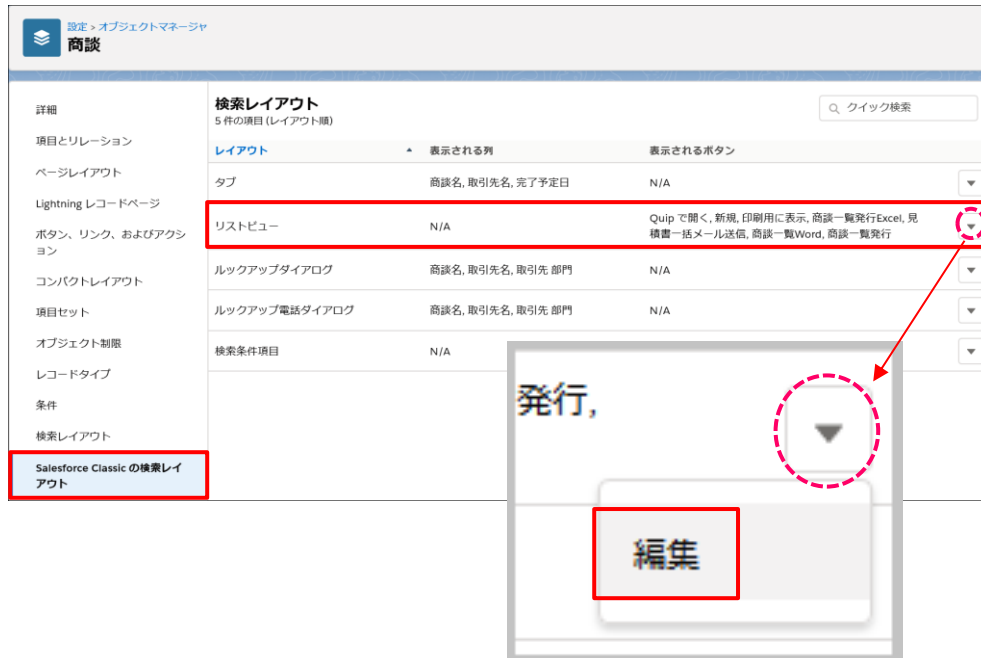 設定 > オブジェクトマネージャ
商談
詳細
項目とリレーション
ページレイアウト
Lightning レコードページ
ボタン、リンク、およびアクシ
ョン
コンパクトレイアウト
項目セット
オブジェクト制限
レコードタイプ
条件
検索レイアウト
Salesforce Classic の検索レイ
アウト
検索レイアウト
5 件の項目 (レイアウト順)
クイック検索
レイアウト 表示される列 表示されるボタン
タブ 商談名, 取引先名, 完了予定日 N/A
リストビュー N/A Quip で開く, 新規, 印刷用に表示, 商談一覧発行Excel, 見
積書一括メール送信, 商談一覧Word, 商談一覧発行
ルックアップダイアログ 商談名, 取引先名, 取引先 部門 N/A
ルックアップ電話ダイアログ 商談名, 取引先名, 取引先 部門 N/A
検索条件項目 N/A
発行,
編集